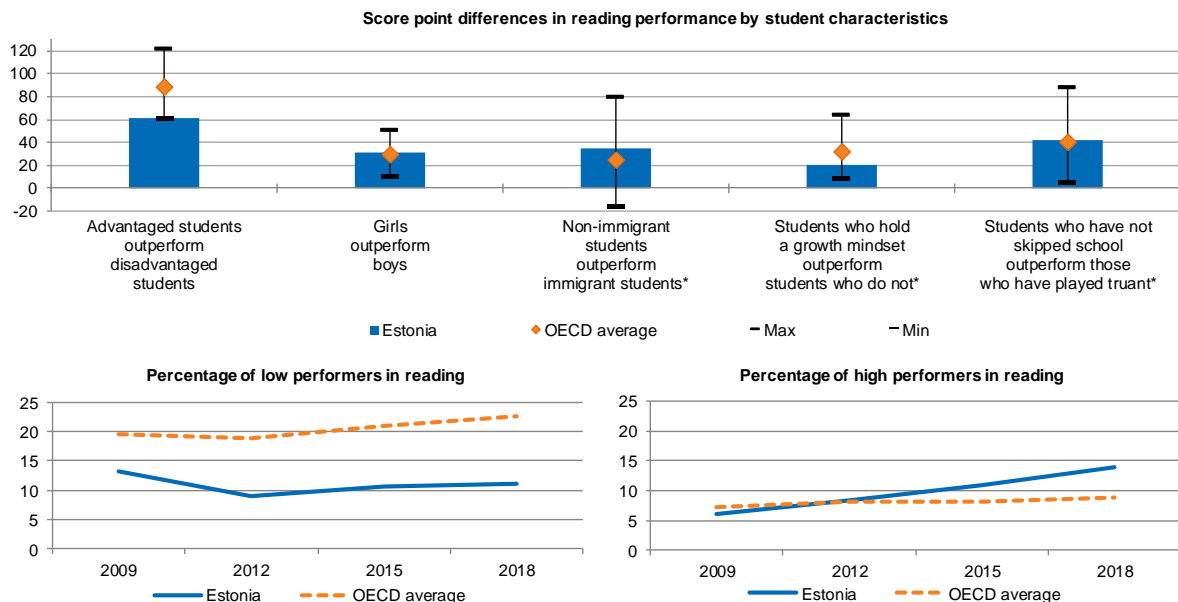 Score point differences in reading performance by student characteristics
120
100
80
60
40
20
0
-20
Advantaged students
outperform
disadvantaged
students
Girls
outperform
boys
Non-immigrant
students
outperform
immigrant students*
Students who hold
a growth mindset
outperform
students who do not*
Students who have not
skipped school
outperform those
who have played truant*
Estonia OECD average Max Min
Percentage of low performers in reading
25
20
15
10
5
0
2009 2012 2015 2018
Estonia OECD average
Percentage of high performers in reading
25
20
15
10
5
0
2009 2012 2015 2018
Estonia OECD average